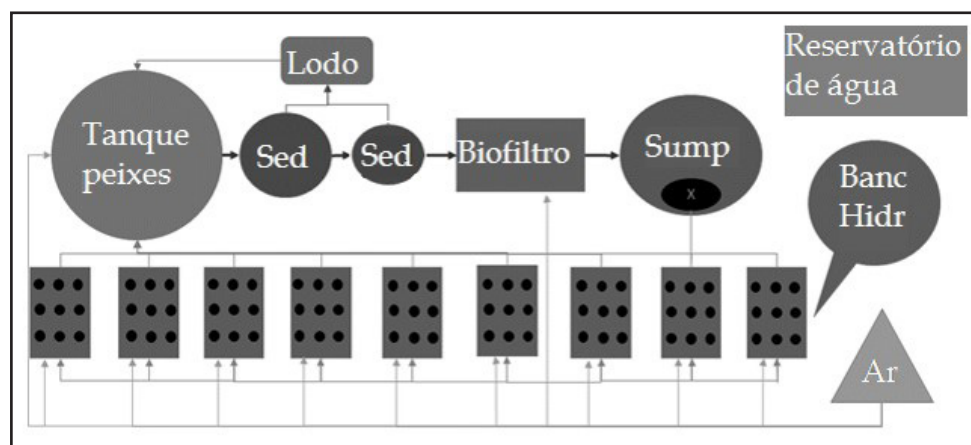 Lodo
Reservatório
de água
Tanque
peixes
Sed
Sed
Biofiltro
Sump
X
Banc
Hidr
Ar